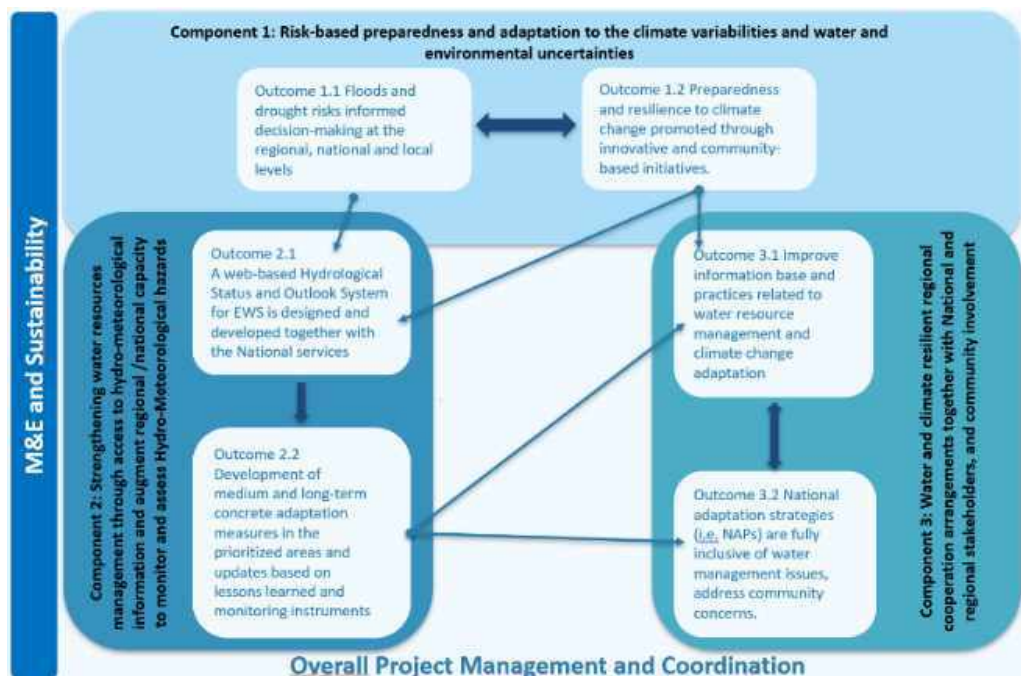 Component 1: Risk-based preparedness and adaptation to the climate variabilities and water and
environmental uncertainties
Outcome 1.1 Floods and
drought risks informed
decision-making at the
regional, national and local
levels
Outcome 1.2 Preparedness
and resilience to climate
change promoted through
innovative and community-
based initiatives.
M&E and Sustainability
Component 2: Strengthening water resources
management through access to hydro-meteorological
information and augment regional /national capacity
to monitor and assess Hydro-Meteorological hazards
Outcome 2.1
A web-based Hydrological
Status and Outlook System
for EWS is designed and
developed together with
the National services
Outcome 2.2
Development of
medium and long-term
concrete adaptation
measures in the
prioritized areas and
updates based on
lessons learned and
monitoring instruments
Outcome 3.1 Improve
information base and
practices related to
water resource
management and
climate change
adaptation
Outcome 3.2 National
adaptation strategies
(i.e. NAPs) are fully
inclusive of water
management issues,
address community
concerns.
Component 3: Water and climate resilient regional
cooperation arrangements together with National and
regional stakeholders, and community involvement
Overall Project Management and Coordination